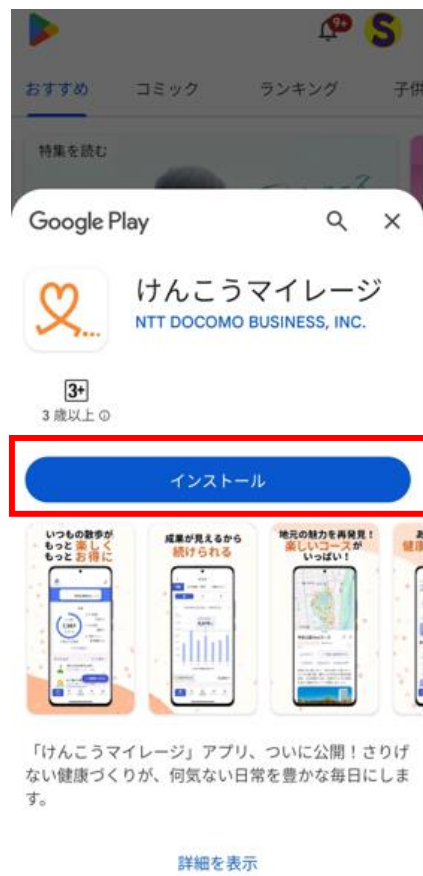 9+
S
おすすめ
コミック
ランキング
子供
特集を読む
Google Play
けんこうマイレージ
NTT DOCOMO BUSINESS, INC.
3+
3 歳以上
インストール
いつもの散歩が
もっと楽しく
もっとお得に
成果が見えるから
続けられる
地元の魅力を再発見！
楽しいコースが
いっぱい！
「けんこうマイレージ」アプリ、ついに公開！さりげ
ない健康づくりが、何気ない日常を豊かな毎日にしま
す。
詳細を表示